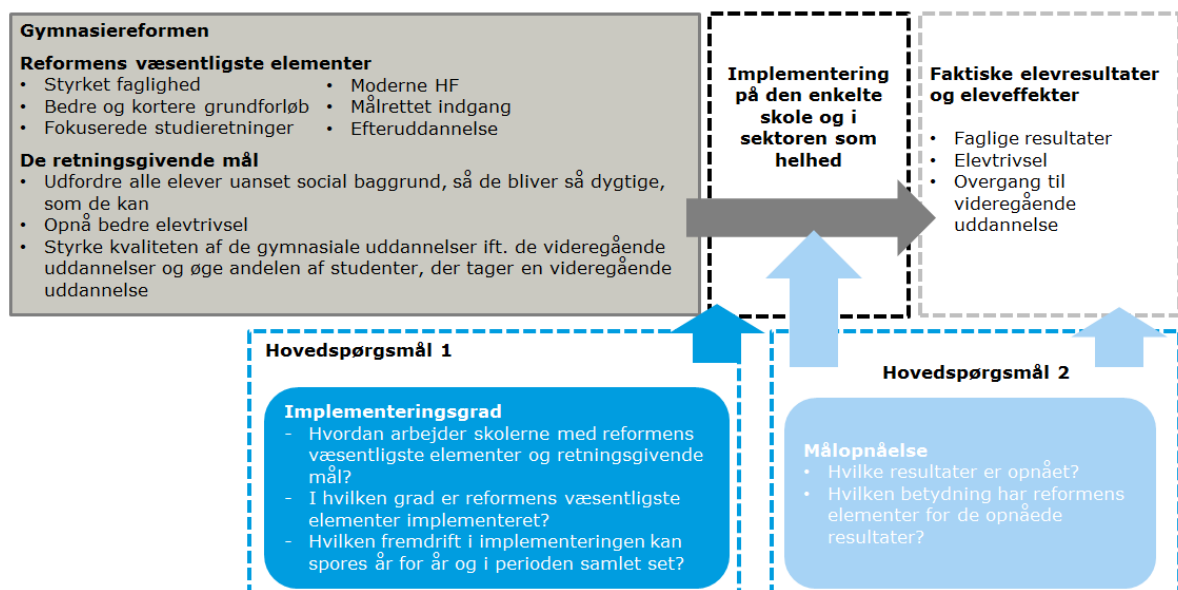 Gymnasiereformen
Reformens væsentligste elementer
• Styrket faglighed
• Bedre og kortere grundforløb
• Fokuserede studieretninger
• Moderne HF
• Målrettet indgang
• Efteruddannelse
De retningsgivende mål
• Udfordre alle elever uanset social baggrund, så de bliver så dygtige,
som de kan
• Opnå bedre elevtrivsel
• Styrke kvaliteten af de gymnasiale uddannelser ift. de videregående
uddannelser og øge andelen af studenter, der tager en videregående
uddannelse
Implementering
på den enkelte
skole og i
sektoren som
helhed
Faktiske elevresultater
og eleveffekter
• Faglige resultater
• Elevtrivsel
• Overgang til
videregående
uddannelse
Hovedspørgsmål 1
Implementeringsgrad
- Hvordan arbejder skolerne med reformens
væsentligste elementer og retningsgivende
mål?
- I hvilken grad er reformens væsentligste
elementer implementeret?
- Hvilken fremdrift i implementeringen kan
spores år for år og i perioden samlet set?
Hovedspørgsmål 2
Målopnåelse
• Hvilke resultater er opnået?
• Hvilken betydning har reformens
elementer for de opnåede
resultater?